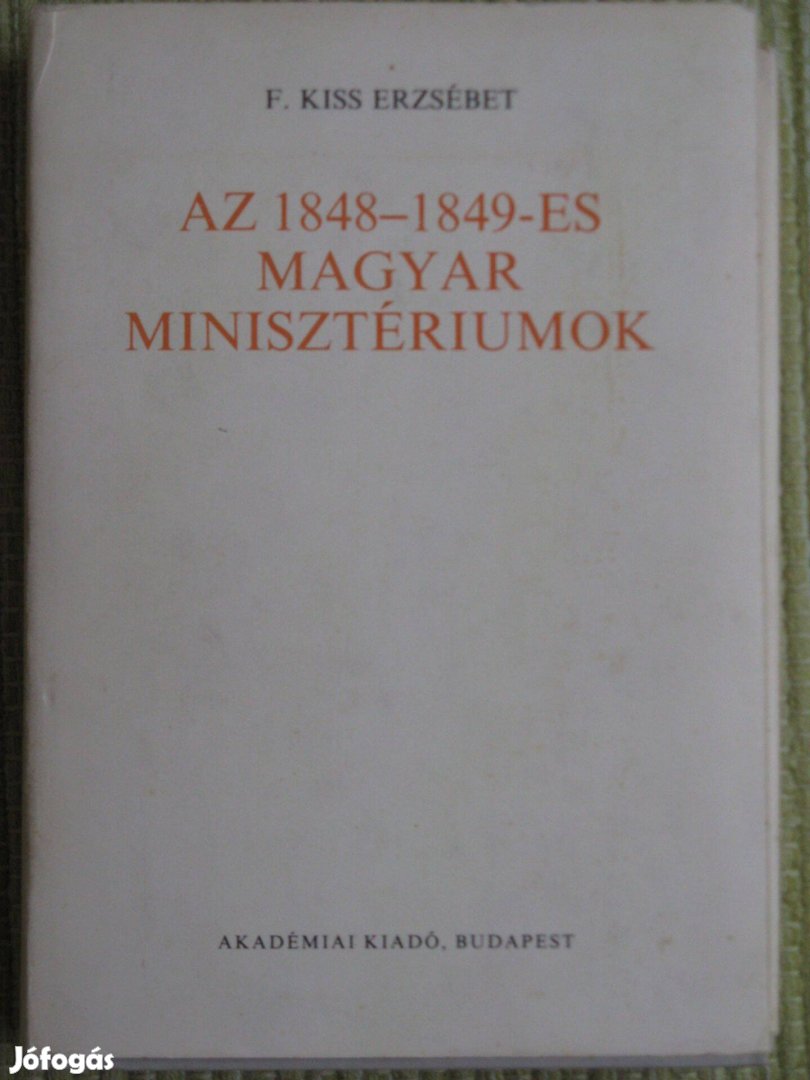 F. KISS ERZSÉBET
AZ 1848–1849-ES
MAGYAR
MINISZTÉRIUMOK
AKADÉMIAI KIADÓ, BUDAPEST
Jófogás